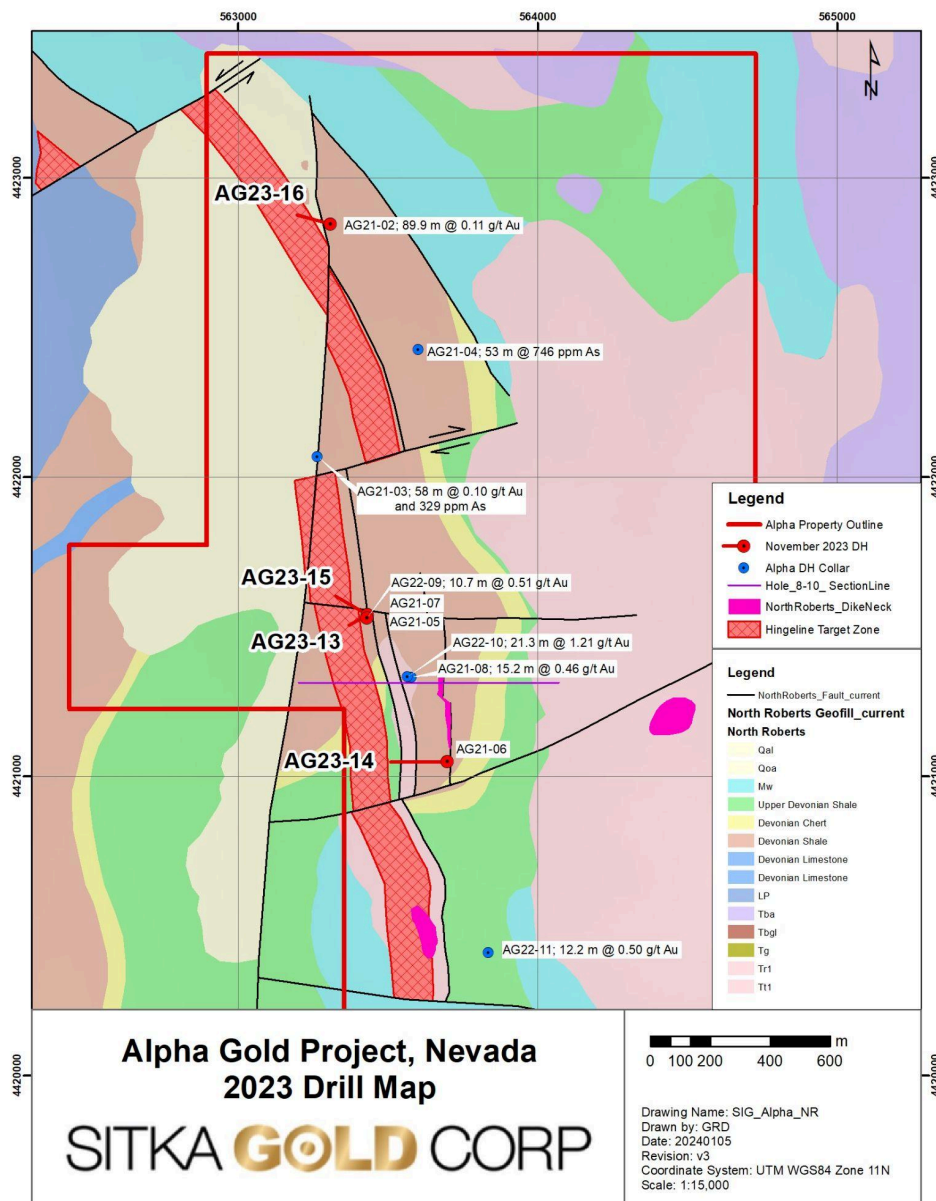 563000
564000
565000
4423000
4423000
N
AG23-16
AG21-02; 89.9 m @ 0.11 g/t Au
AG21-04; 53 m @ 746 ppm As
4422000
4422000
AG21-03; 58 m @ 0.10 g/t Au
and 329 ppm As
AG23-15
AG22-09; 10.7 m @ 0.51 g/t Au
AG21-07
AG21-05
AG23-13
AG22-10; 21.3 m @ 1.21 g/t Au
AG21-08; 15.2 m @ 0.46 g/t Au
AG21-06
AG23-14
4421000
4421000
AG22-11; 12.2 m @ 0.50 g/t Au
Legend
Alpha Property Outline
November 2023 DH
Alpha DH Collar
Hole_8-10_ SectionLine
NorthRoberts_DikeNeck
Hingeline Target Zone
Legend
NorthRoberts_Fault_current
North Roberts Geofill_current
North Roberts
Qal
Qoa
Mw
Upper Devonian Shale
Devonian Chert
Devonian Shale
Devonian Limestone
Devonian Limestone
LP
Tba
Tbgl
Tg
Tr1
Tt1
4420000
4420000
Alpha Gold Project, Nevada
2023 Drill Map
SITKA GOLD CORP
0 100 200 400 600 m
Drawing Name: SIG_Alpha_NR
Drawn by: GRD
Date: 20240105
Revision: v3
Coordinate System: UTM WGS84 Zone 11N
Scale: 1:15,000